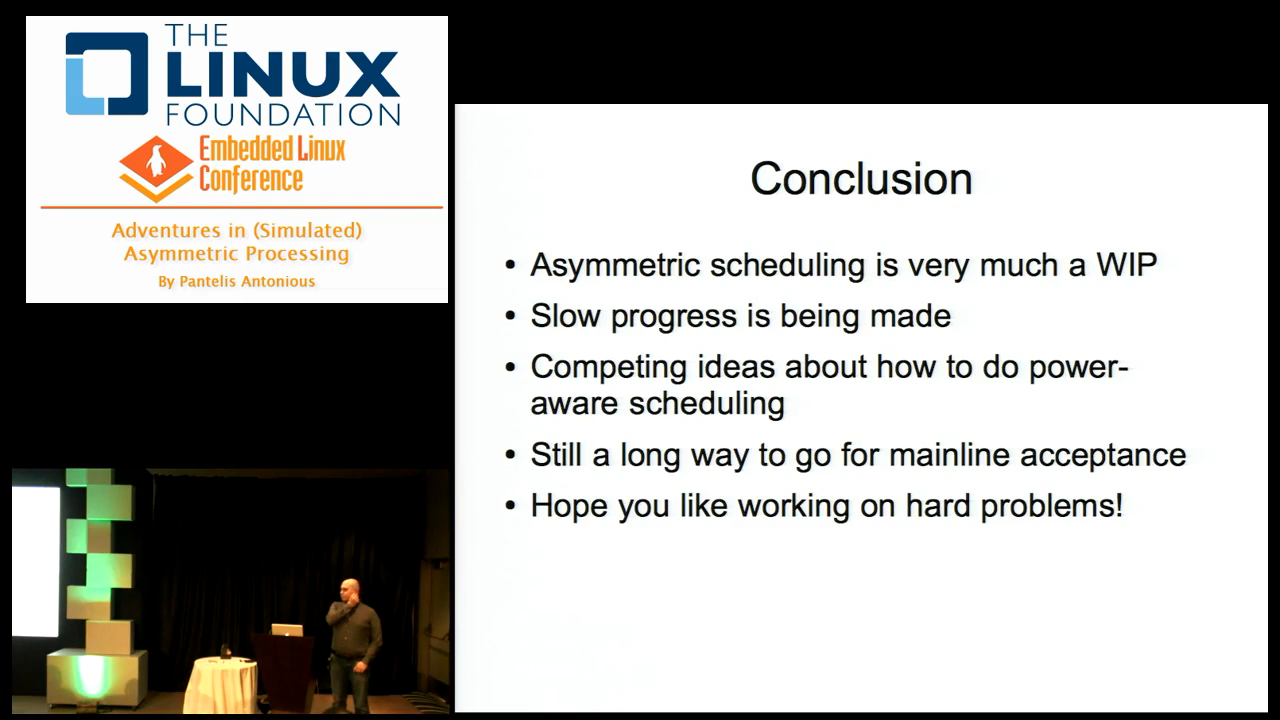 THE
LINUX
FOUNDATION
Embedded Linux
Conference
Adventures in (Simulated)
Asymmetric Processing
By Pantelis Antonious
Conclusion
• Asymmetric scheduling is very much a WIP
• Slow progress is being made
• Competing ideas about how to do power-
aware scheduling
• Still a long way to go for mainline acceptance
• Hope you like working on hard problems!